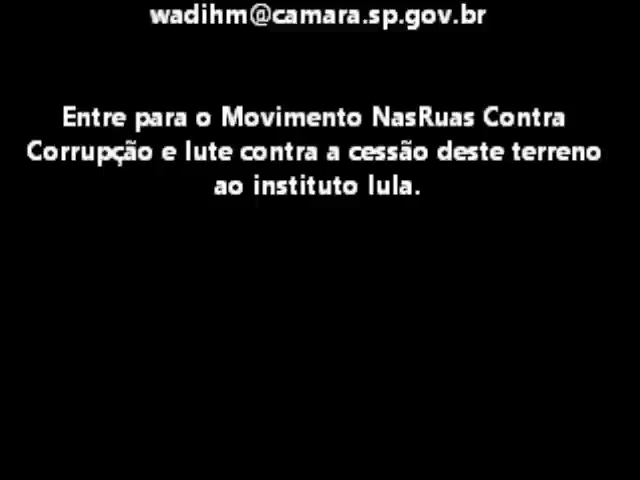 wadihm@camara.sp.gov.br
Entre para o Movimento NasRuas Contra
Corrupção e lute contra a cessão deste terreno
ao instituto lula.